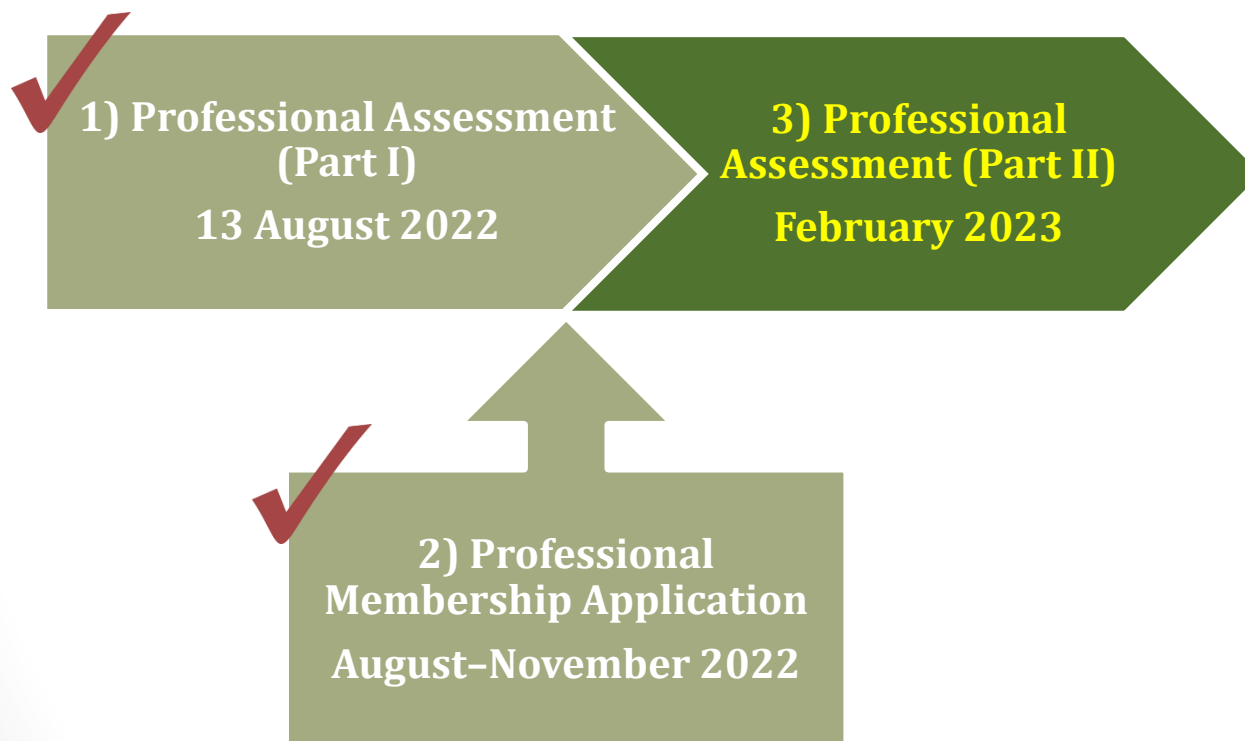 1) Professional Assessment
(Part I)
13 August 2022
3) Professional
Assessment (Part II)
February 2023
2) Professional
Membership Application
August–November 2022